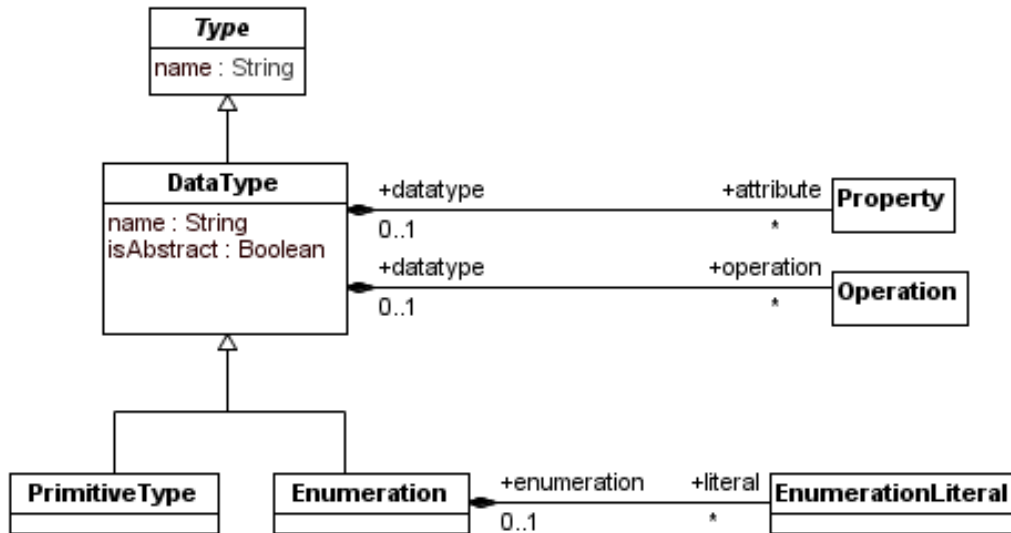 Type
name : String
DataType
name : String
isAbstract : Boolean
+datatype
+attribute
0..1
*
Property
+datatype
+operation
0..1
*
Operation
PrimitiveType
Enumeration
+enumeration
+literal
0..1
*
EnumerationLiteral